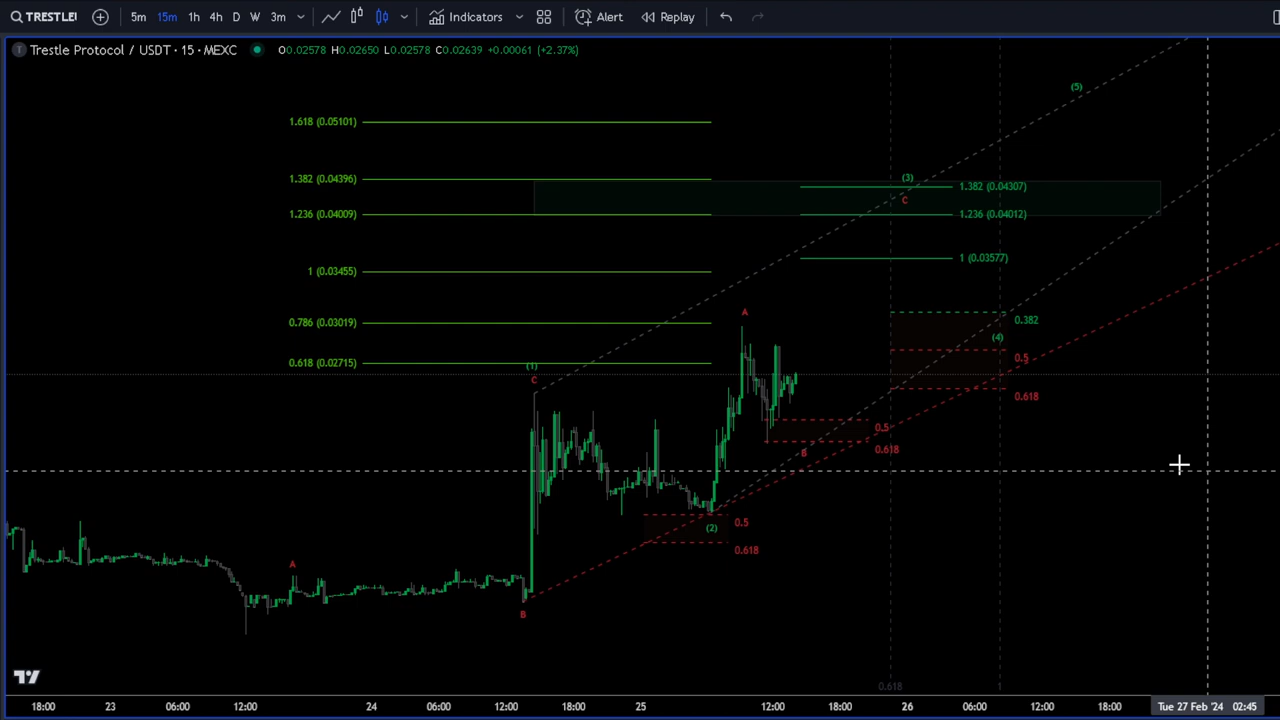 TRESTLE 5m 15m 1h 4h D W 3m Indicators Alert Replay
Trestle Protocol / USDT · 15 · MEXC O0.02578 H0.02650 L0.02578 C0.02639 +0.00061 (+2.37%)
(5)
1.618 (0.05101)
1.382 (0.04396)
(3)
1.382 (0.04307)
C
1.236 (0.04009)
1.236 (0.04012)
1 (0.03577)
1 (0.03455)
A
0.786 (0.03019)
0.382
(4)
0.5
0.618 (0.02715)
(1)
C
0.618
0.5
0.618
B
0.5
(2)
0.618
A
B
0.618 1
18:00 23 06:00 12:00 24 06:00 12:00 18:00 25 12:00 18:00 26 06:00 12:00 18:00 Tue 27 Feb '24 02:45